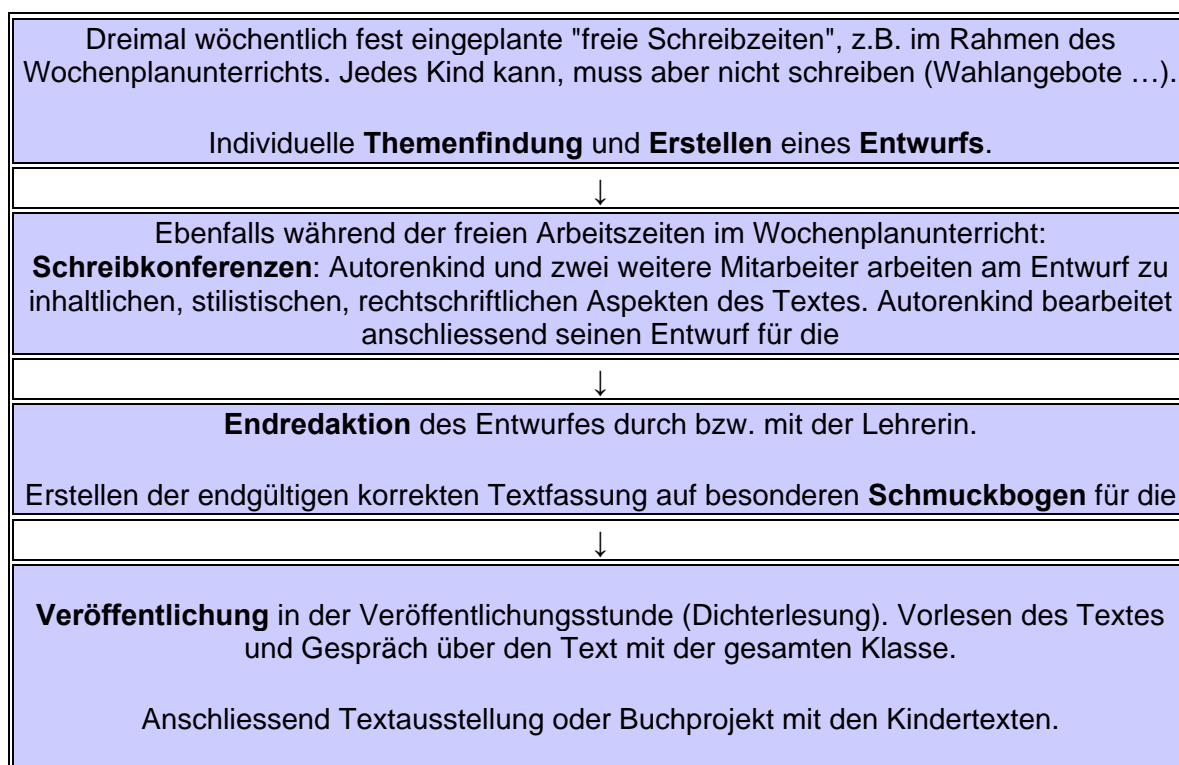 Dreimal wöchentlich fest eingeplante "freie Schreibzeiten", z.B. im Rahmen des
Wochenplanunterrichts. Jedes Kind kann, muss aber nicht schreiben (Wahlangebote …).
Individuelle Themenfindung und Erstellen eines Entwurfs.
↓
Ebenfalls während der freien Arbeitszeiten im Wochenplanunterricht:
Schreibkonferenzen: Autorenkind und zwei weitere Mitarbeiter arbeiten am Entwurf zu
inhaltlichen, stilistischen, rechtschriftlichen Aspekten des Textes. Autorenkind bearbeitet
anschliessend seinen Entwurf für die
↓
Endredaktion des Entwurfes durch bzw. mit der Lehrerin.
Erstellen der endgültigen korrekten Textfassung auf besonderen Schmuckbogen für die
↓
Veröffentlichung in der Veröffentlichungsstunde (Dichterlesung). Vorlesen des Textes
und Gespräch über den Text mit der gesamten Klasse.
Anschliessend Textausstellung oder Buchprojekt mit den Kindertexten.